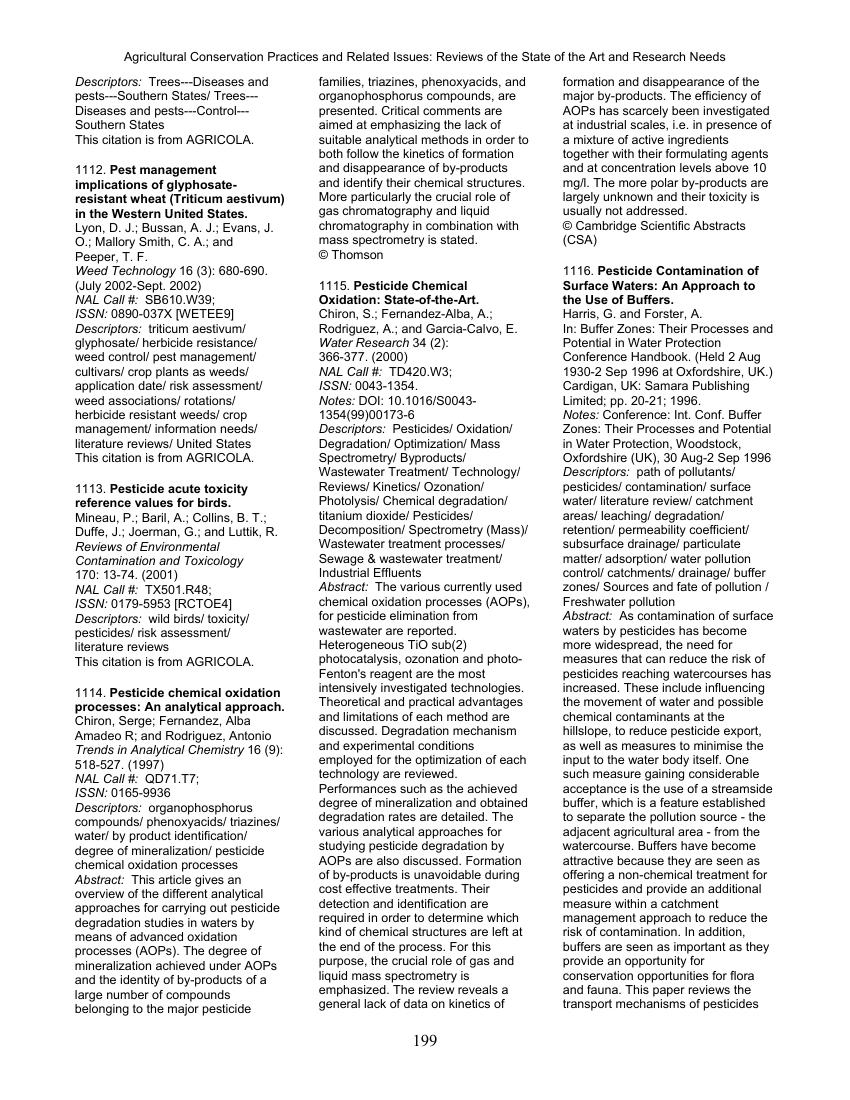 Agricultural Conservation Practices and Related Issues: Reviews of the State of the Art and Research Needs
Descriptors: Trees---Diseases and
pests---Southern States/ Trees---
Diseases and pests---Control---
Southern States
This citation is from AGRICOLA.
1112. Pest management
implications of glyphosate-
resistant wheat (Triticum aestivum)
in the Western United States.
Lyon, D. J.; Bussan, A. J.; Evans, J.
O.; Mallory Smith, C. A.; and
Peeper, T. F.
Weed Technology 16 (3): 680-690.
(July 2002-Sept. 2002)
NAL Call #: SB610.W39;
ISSN: 0890-037X [WETEE9]
Descriptors: triticum aestivum/
glyphosate/ herbicide resistance/
weed control/ pest management/
cultivars/ crop plants as weeds/
application date/ risk assessment/
weed associations/ rotations/
herbicide resistant weeds/ crop
management/ information needs/
literature reviews/ United States
This citation is from AGRICOLA.
1113. Pesticide acute toxicity
reference values for birds.
Mineau, P.; Baril, A.; Collins, B. T.;
Duffe, J.; Joerman, G.; and Luttik, R.
Reviews of Environmental
Contamination and Toxicology
170: 13-74. (2001)
NAL Call #: TX501.R48;
ISSN: 0179-5953 [RCTOE4]
Descriptors: wild birds/ toxicity/
pesticides/ risk assessment/
literature reviews
This citation is from AGRICOLA.
1114. Pesticide chemical oxidation
processes: An analytical approach.
Chiron, Serge; Fernandez, Alba
Amadeo R; and Rodriguez, Antonio
Trends in Analytical Chemistry 16 (9):
518-527. (1997)
NAL Call #: QD71.T7;
ISSN: 0165-9936
Descriptors: organophosphorus
compounds/ phenoxyacids/ triazines/
water/ by product identification/
degree of mineralization/ pesticide
chemical oxidation processes
Abstract: This article gives an
overview of the different analytical
approaches for carrying out pesticide
degradation studies in waters by
means of advanced oxidation
processes (AOPs). The degree of
mineralization achieved under AOPs
and the identity of by-products of a
large number of compounds
belonging to the major pesticide
families, triazines, phenoxyacids, and
organophosphorus compounds, are
presented. Critical comments are
aimed at emphasizing the lack of
suitable analytical methods in order to
both follow the kinetics of formation
and disappearance of by-products
and identify their chemical structures.
More particularly the crucial role of
gas chromatography and liquid
chromatography in combination with
mass spectrometry is stated.
© Thomson
1115. Pesticide Chemical
Oxidation: State-of-the-Art.
Chiron, S.; Fernandez-Alba, A.;
Rodriguez, A.; and Garcia-Calvo, E.
Water Research 34 (2):
366-377. (2000)
NAL Call #: TD420.W3;
ISSN: 0043-1354.
Notes: DOI: 10.1016/S0043-
1354(99)00173-6
Descriptors: Pesticides/ Oxidation/
Degradation/ Optimization/ Mass
Spectrometry/ Byproducts/
Wastewater Treatment/ Technology/
Reviews/ Kinetics/ Ozonation/
Photolysis/ Chemical degradation/
titanium dioxide/ Pesticides/
Decomposition/ Spectrometry (Mass)/
Wastewater treatment processes/
Sewage & wastewater treatment/
Industrial Effluents
Abstract: The various currently used
chemical oxidation processes (AOPs),
for pesticide elimination from
wastewater are reported.
Heterogeneous TiO sub(2)
photocatalysis, ozonation and photo-
Fenton's reagent are the most
intensively investigated technologies.
Theoretical and practical advantages
and limitations of each method are
discussed. Degradation mechanism
and experimental conditions
employed for the optimization of each
technology are reviewed.
Performances such as the achieved
degree of mineralization and obtained
degradation rates are detailed. The
various analytical approaches for
studying pesticide degradation by
AOPs are also discussed. Formation
of by-products is unavoidable during
cost effective treatments. Their
detection and identification are
required in order to determine which
kind of chemical structures are left at
the end of the process. For this
purpose, the crucial role of gas and
liquid mass spectrometry is
emphasized. The review reveals a
general lack of data on kinetics of
formation and disappearance of the
major by-products. The efficiency of
AOPs has scarcely been investigated
at industrial scales, i.e. in presence of
a mixture of active ingredients
together with their formulating agents
and at concentration levels above 10
mg/l. The more polar by-products are
largely unknown and their toxicity is
usually not addressed.
© Cambridge Scientific Abstracts
(CSA)
1116. Pesticide Contamination of
Surface Waters: An Approach to
the Use of Buffers.
Harris, G. and Forster, A.
In: Buffer Zones: Their Processes and
Potential in Water Protection
Conference Handbook. (Held 2 Aug
1930-2 Sep 1996 at Oxfordshire, UK.)
Cardigan, UK: Samara Publishing
Limited; pp. 20-21; 1996.
Notes: Conference: Int. Conf. Buffer
Zones: Their Processes and Potential
in Water Protection, Woodstock,
Oxfordshire (UK), 30 Aug-2 Sep 1996
Descriptors: path of pollutants/
pesticides/ contamination/ surface
water/ literature review/ catchment
areas/ leaching/ degradation/
retention/ permeability coefficient/
subsurface drainage/ particulate
matter/ adsorption/ water pollution
control/ catchments/ drainage/ buffer
zones/ Sources and fate of pollution /
Freshwater pollution
Abstract: As contamination of surface
waters by pesticides has become
more widespread, the need for
measures that can reduce the risk of
pesticides reaching watercourses has
increased. These include influencing
the movement of water and possible
chemical contaminants at the
hillslope, to reduce pesticide export,
as well as measures to minimise the
input to the water body itself. One
such measure gaining considerable
acceptance is the use of a streamside
buffer, which is a feature established
to separate the pollution source - the
adjacent agricultural area - from the
watercourse. Buffers have become
attractive because they are seen as
offering a non-chemical treatment for
pesticides and provide an additional
measure within a catchment
management approach to reduce the
risk of contamination. In addition,
buffers are seen as important as they
provide an opportunity for
conservation opportunities for flora
and fauna. This paper reviews the
transport mechanisms of pesticides
199